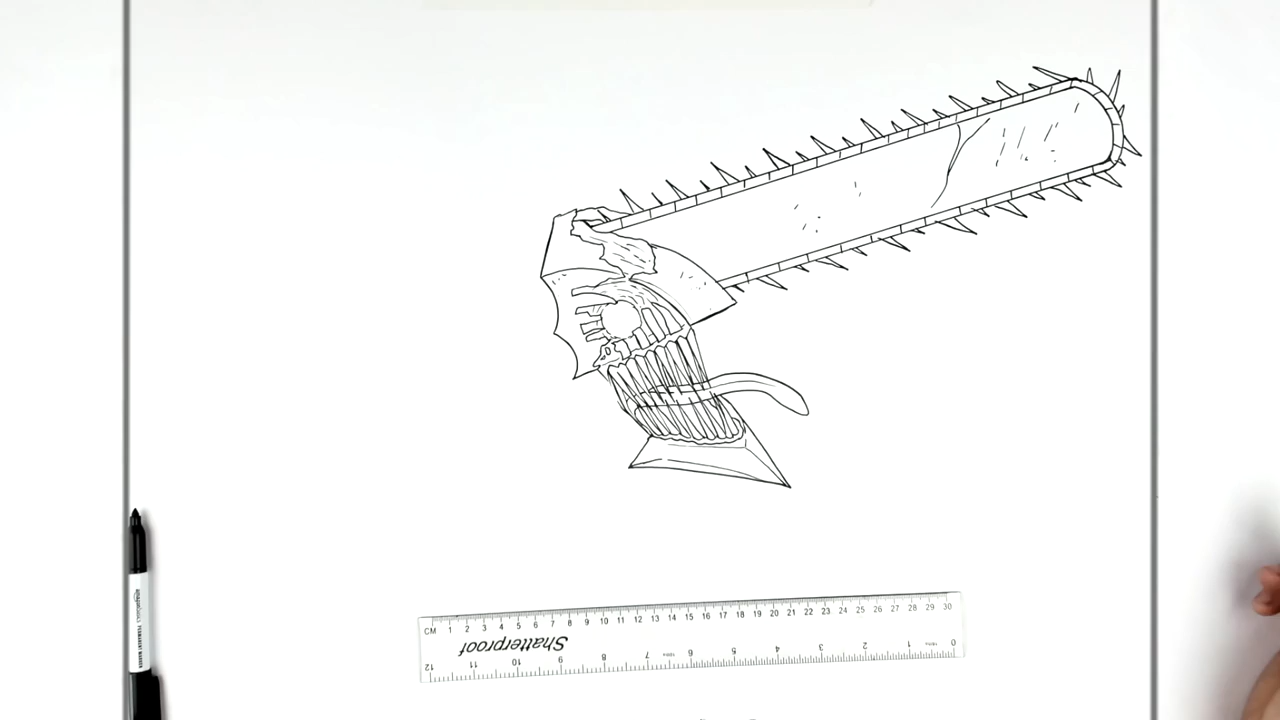 CM 1 2 3 4 5 6 7 8 9 10 11 12 13 14 15 16 17 18 19 20 21 22 23 24 25 26 27 28 29 30
Shatterproof
12 11 10 9 8 7 6 5 4 3 2 1 0
PERMANENT MARKER